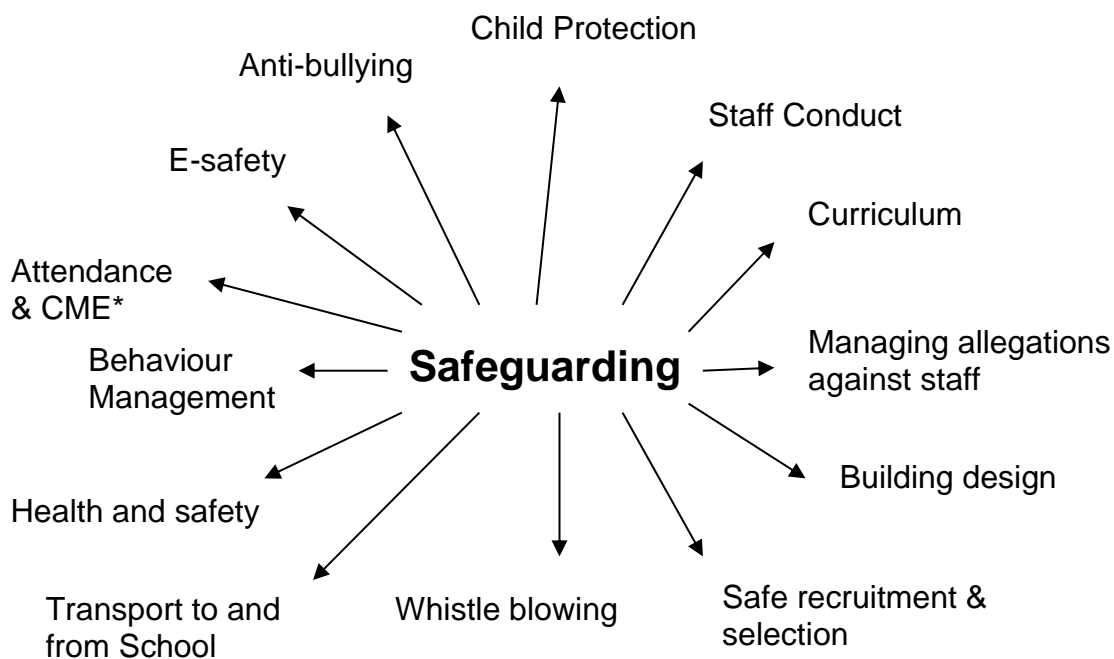 Child Protection
Anti-bullying
Staff Conduct
E-safety
Curriculum
Attendance
& CME*
Managing allegations
against staff
Behaviour
Management
Safeguarding
Building design
Health and safety
Safe recruitment &
selection
Transport to and
from School
Whistle blowing